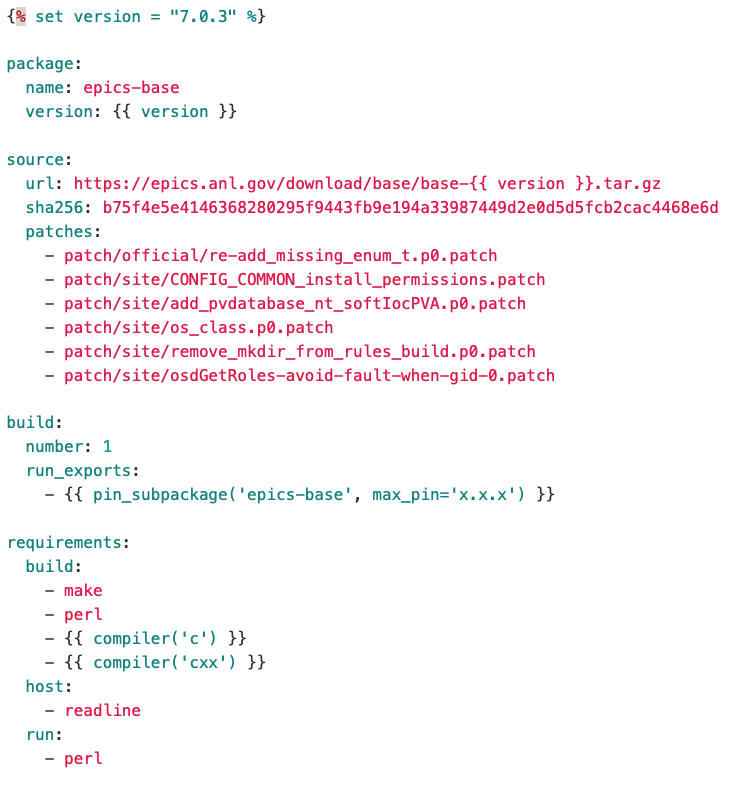 {% set version = "7.0.3" %}
package:
  name: epics-base
  version: {{ version }}
source:
  url: https://epics.anl.gov/download/base/base-{{ version }}.tar.gz
  sha256: b75f4e5e4146368280295f9443fb9e194a33987449d2e0d5d5fcb2cac4468e6d
  patches:
    - patch/official/re-add_missing_enum_t.p0.patch
    - patch/site/CONFIG_COMMON_install_permissions.patch
    - patch/site/add_pvdatabase_nt_softIocPVA.p0.patch
    - patch/site/os_class.p0.patch
    - patch/site/remove_mkdir_from_rules_build.p0.patch
    - patch/site/osdGetRoles-avoid-fault-when-gid-0.patch
build:
  number: 1
  run_exports:
    - {{ pin_subpackage('epics-base', max_pin='x.x.x') }}
requirements:
  build:
    - make
    - perl
    - {{ compiler('c') }}
    - {{ compiler('cxx') }}
  host:
    - readline
  run:
    - perl